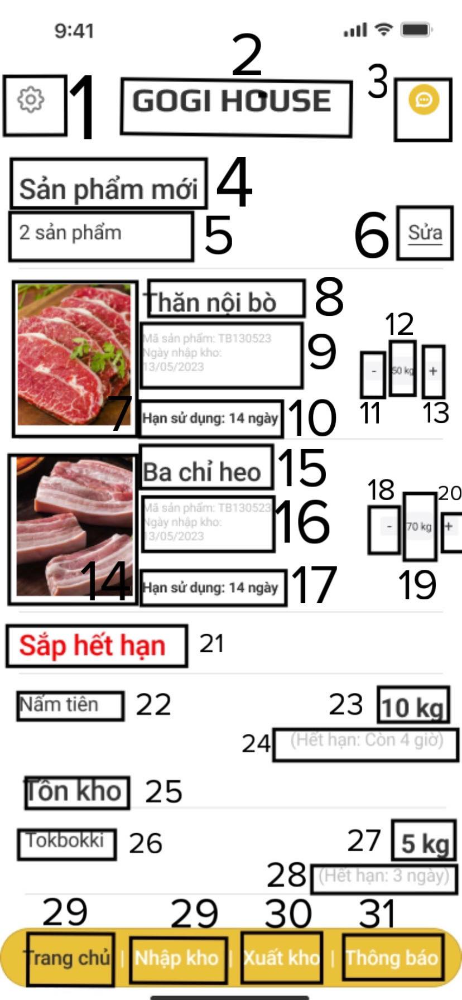 9:41
2
1
GOGI HOUSE
3
Sản phẩm mới
4
2 sản phẩm
5
6
Sửa
Thăn nội bò
8
Mã sản phẩm: TB130523
Ngày nhập kho:
13/05/2023
9
12
- 50 kg +
11
13
7
Hạn sử dụng: 14 ngày
10
Ba chỉ heo
15
Mã sản phẩm: TB130523
Ngày nhập kho:
13/05/2023
16
18
20
- 70 kg +
19
14
Hạn sử dụng: 14 ngày
17
Sắp hết hạn
21
Nấm tiên
22
23
10 kg
24
(Hết hạn: Còn 4 giờ)
Tồn kho
25
Tokbokki
26
27
5 kg
28
(Hết hạn: 3 ngày)
29
29
30
31
Trang chủ | Nhập kho | Xuất kho | Thông báo